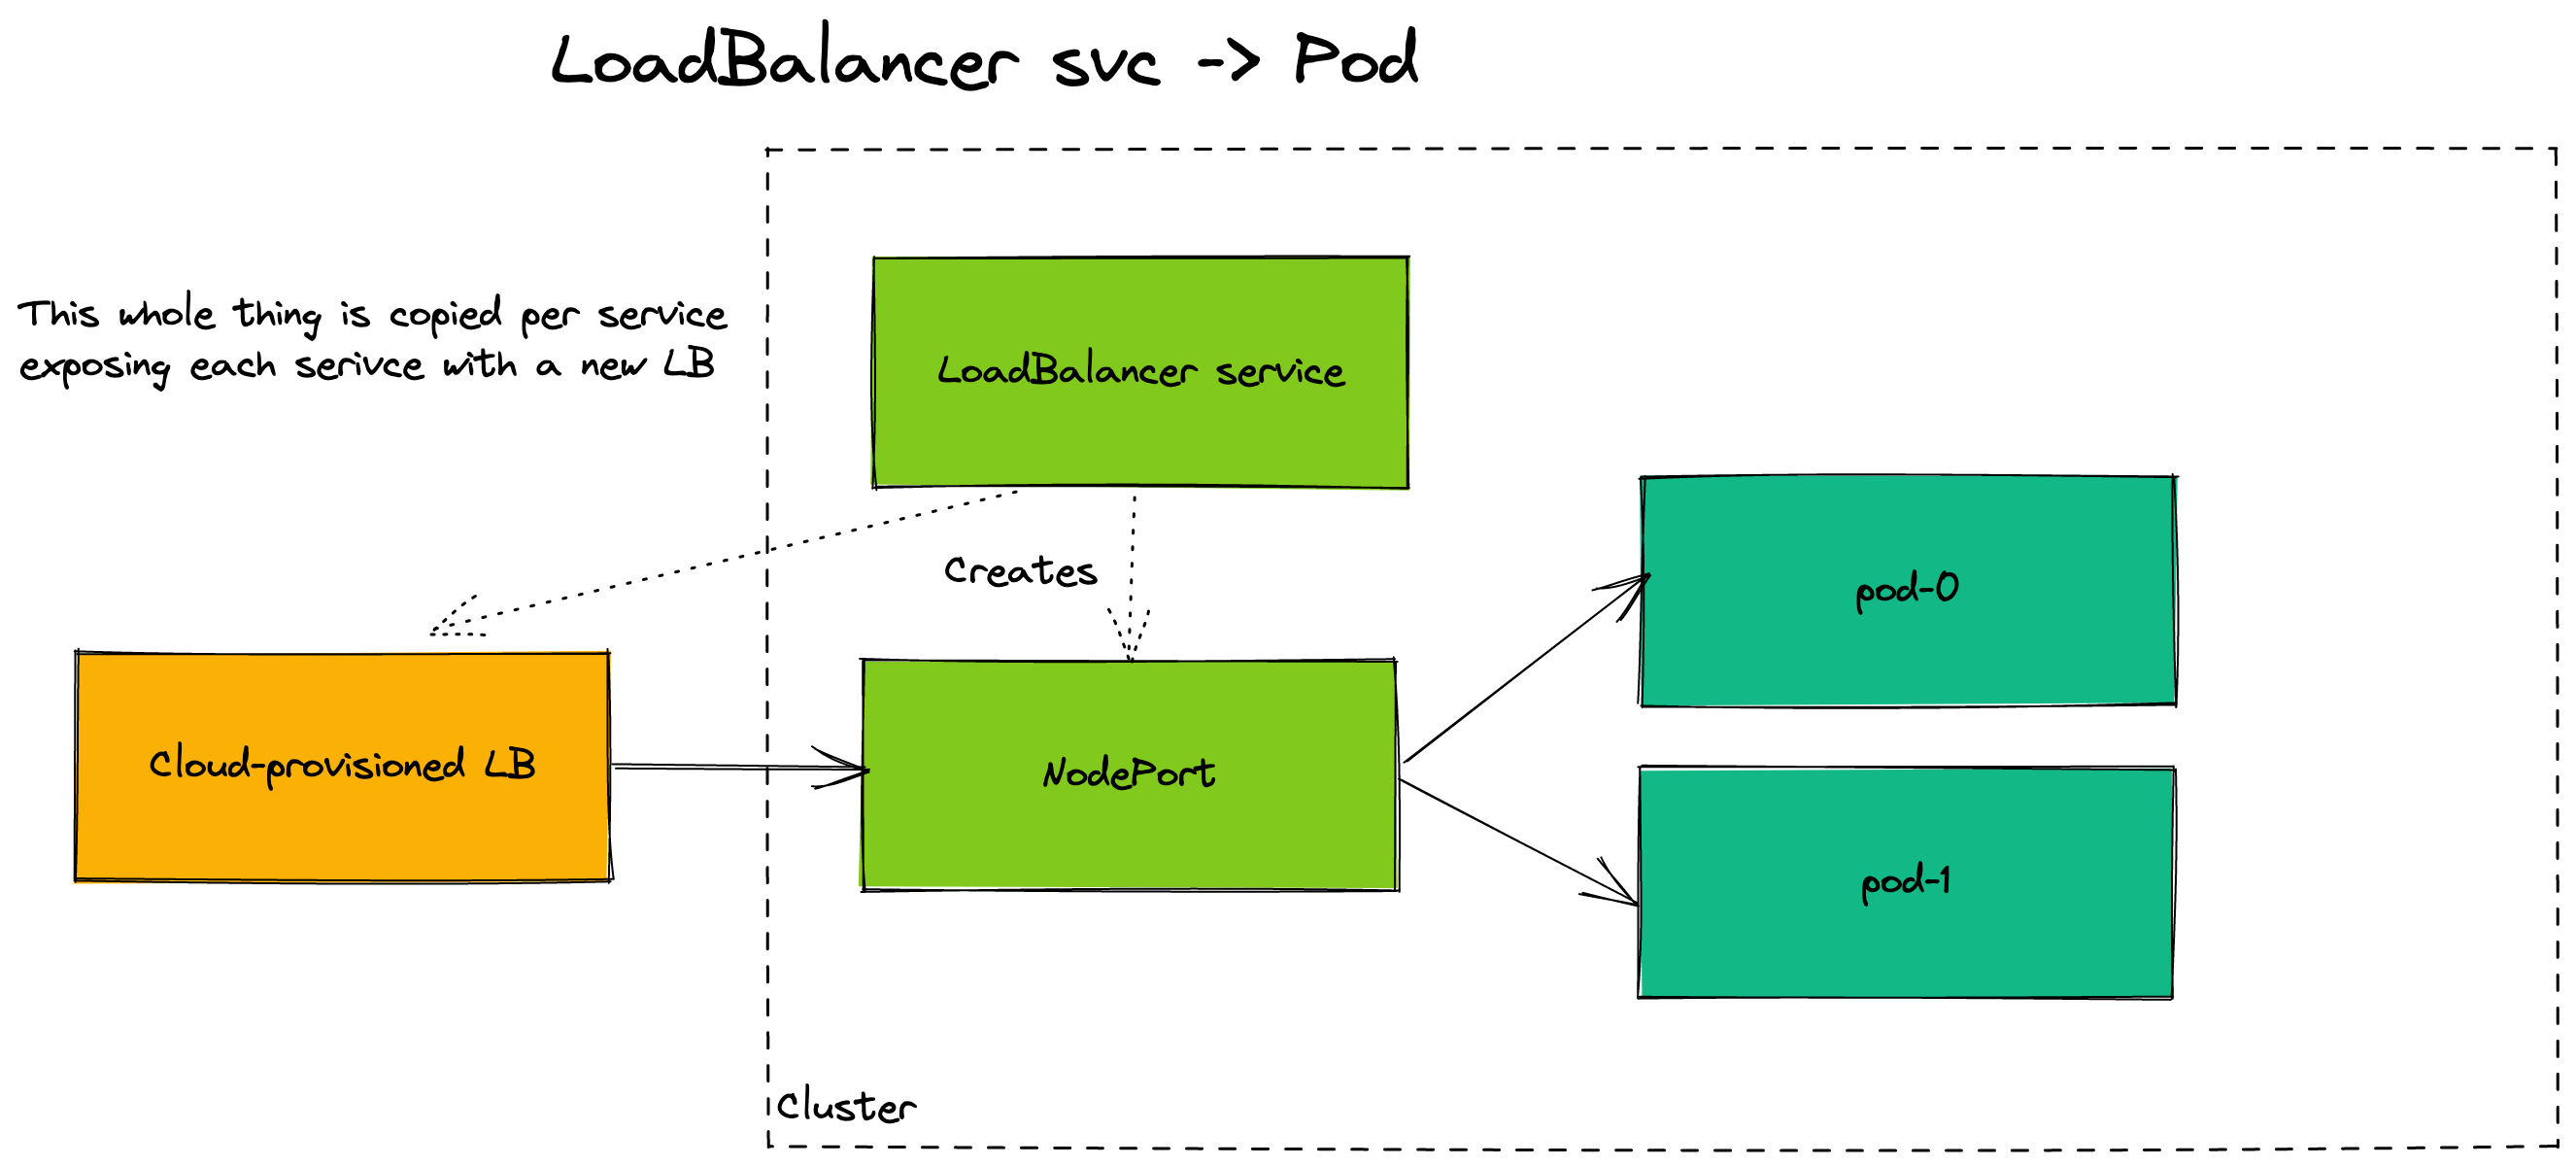 LoadBalancer svc -> Pod
This whole thing is copied per service
exposing each serivce with a new LB
LoadBalancer service
Creates
pod-0
Cloud-provisioned LB
NodePort
pod-1
Cluster